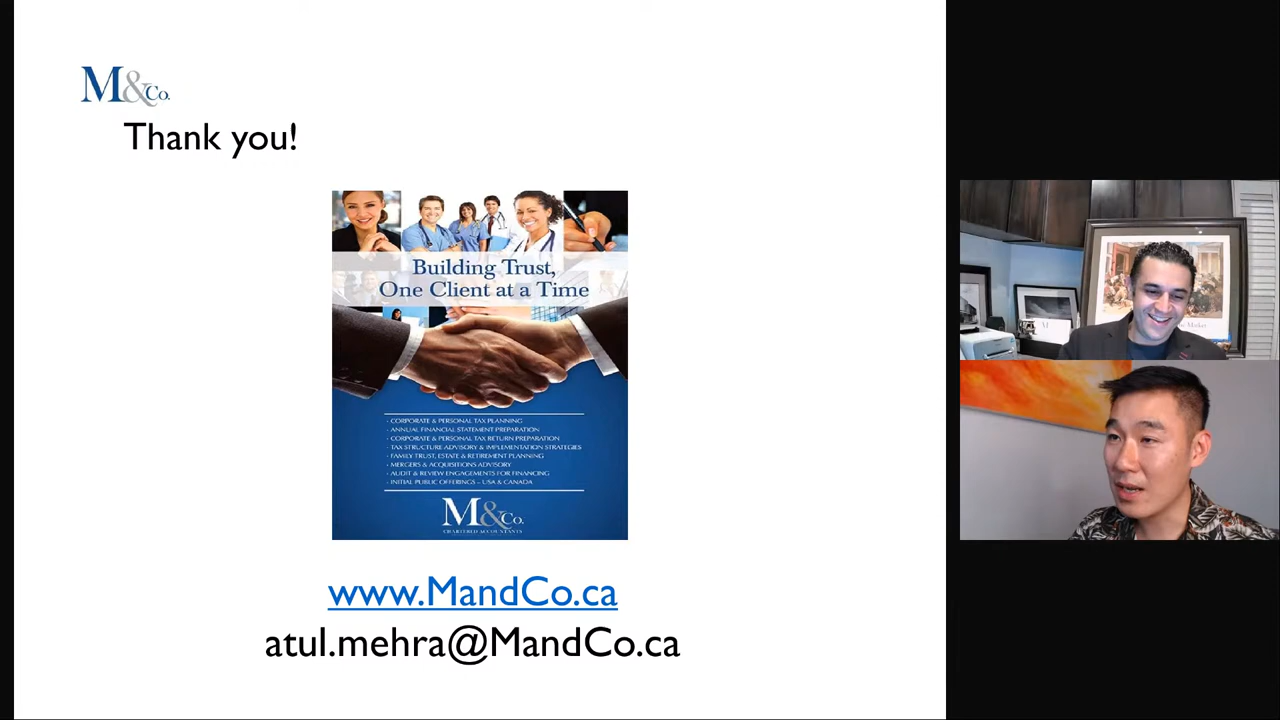 M&Co.
Thank you!
Building Trust,
One Client at a Time
- CORPORATE & PERSONAL TAX PLANNING
- ANNUAL FINANCIAL STATEMENT PREPARATION
- CORPORATE & PERSONAL TAX RETURN PREPARATION
- TAX STRUCTURE ADVISORY & IMPLEMENTATION STRATEGIES
- FAMILY TRUST, ESTATE & RETIREMENT PLANNING
- MERGERS & ACQUISITIONS ADVISORY
- AUDIT & REVIEW ENGAGEMENTS FOR FINANCING
- INITIAL PUBLIC OFFERINGS – USA & CANADA
M&Co.
CHARTERED ACCOUNTANTS
www.MandCo.ca
atul.mehra@MandCo.ca